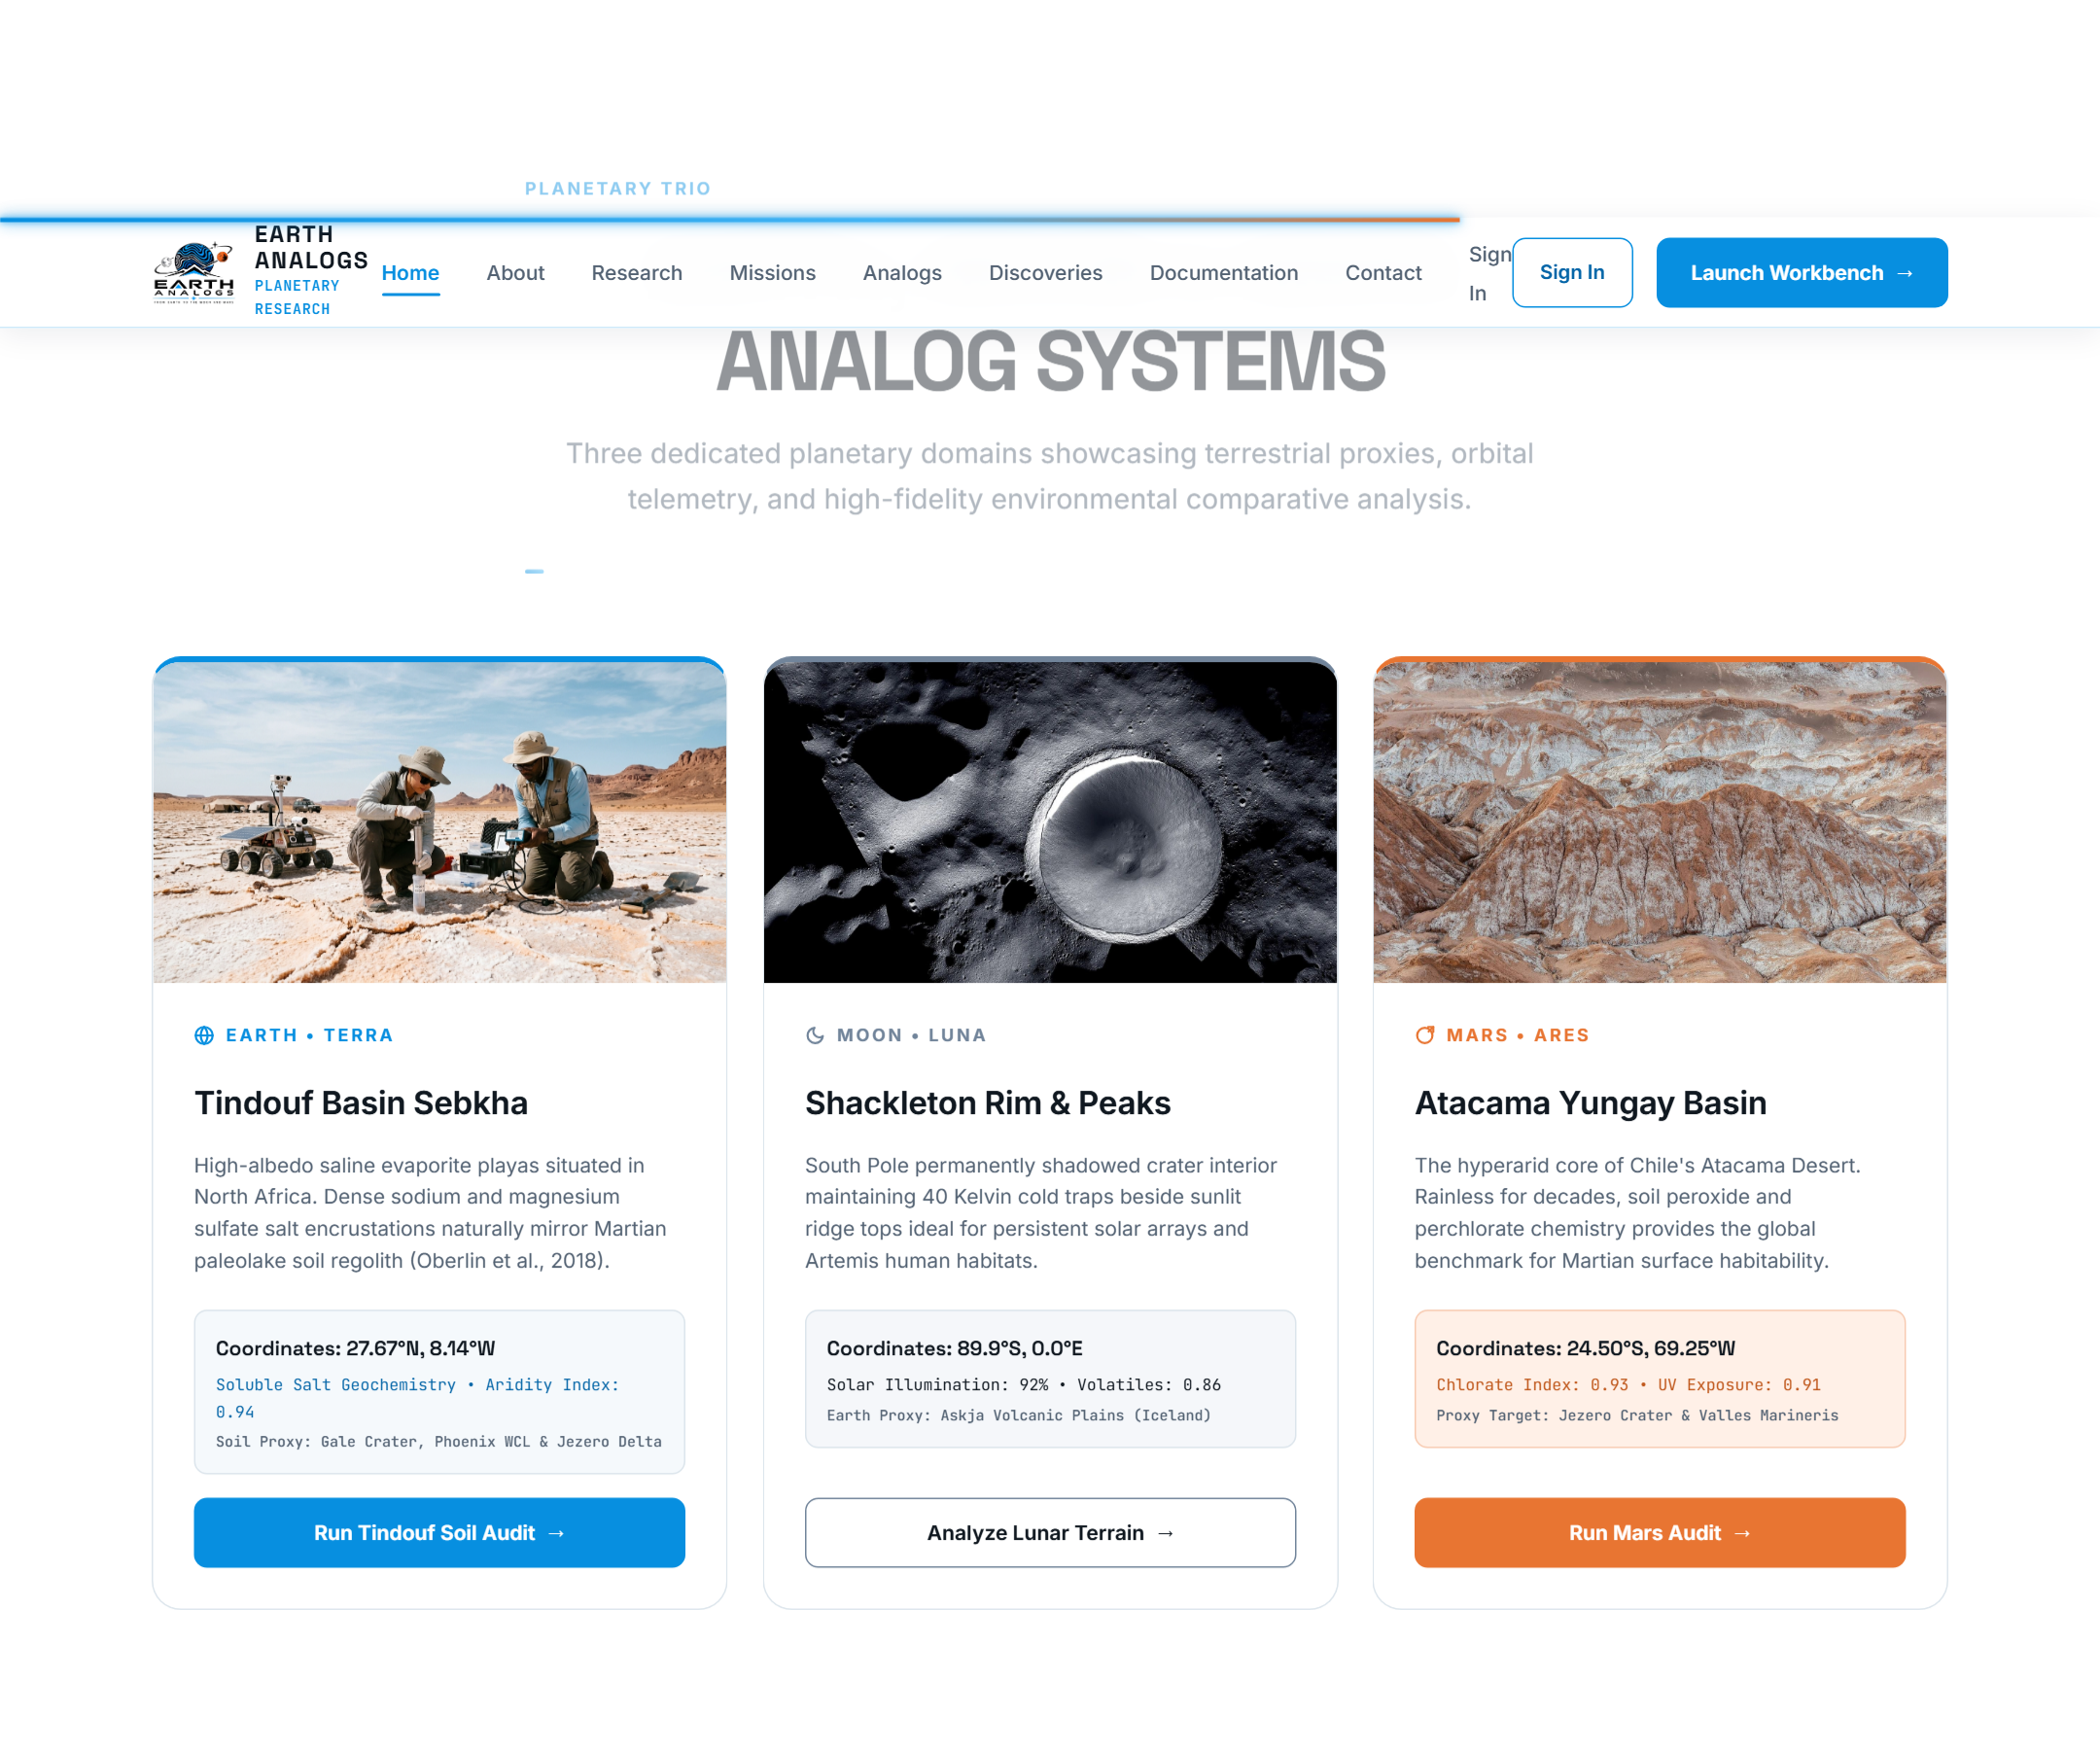 PLANETARY TRIO
EARTH
ANALOGS
EARTH
ANALOGS
PLANETARY
RESEARCH
Home
About
Research
Missions
Analogs
Discoveries
Documentation
Contact
Sign
In
Sign In
Launch Workbench →
ANALOG SYSTEMS
Three dedicated planetary domains showcasing terrestrial proxies, orbital
telemetry, and high-fidelity environmental comparative analysis.
EARTH • TERRA
Tindouf Basin Sebkha
High-albedo saline evaporite playas situated in
North Africa. Dense sodium and magnesium
sulfate salt encrustations naturally mirror Martian
paleolake soil regolith (Oberlin et al., 2018).
Coordinates: 27.67°N, 8.14°W
Soluble Salt Geochemistry • Aridity Index:
0.94
Soil Proxy: Gale Crater, Phoenix WCL & Jezero Delta
Run Tindouf Soil Audit →
MOON • LUNA
Shackleton Rim & Peaks
South Pole permanently shadowed crater interior
maintaining 40 Kelvin cold traps beside sunlit
ridge tops ideal for persistent solar arrays and
Artemis human habitats.
Coordinates: 89.9°S, 0.0°E
Solar Illumination: 92% • Volatiles: 0.86
Earth Proxy: Askja Volcanic Plains (Iceland)
Analyze Lunar Terrain →
MARS • ARES
Atacama Yungay Basin
The hyperarid core of Chile's Atacama Desert.
Rainless for decades, soil peroxide and
perchlorate chemistry provides the global
benchmark for Martian surface habitability.
Coordinates: 24.50°S, 69.25°W
Chlorate Index: 0.93 • UV Exposure: 0.91
Proxy Target: Jezero Crater & Valles Marineris
Run Mars Audit →